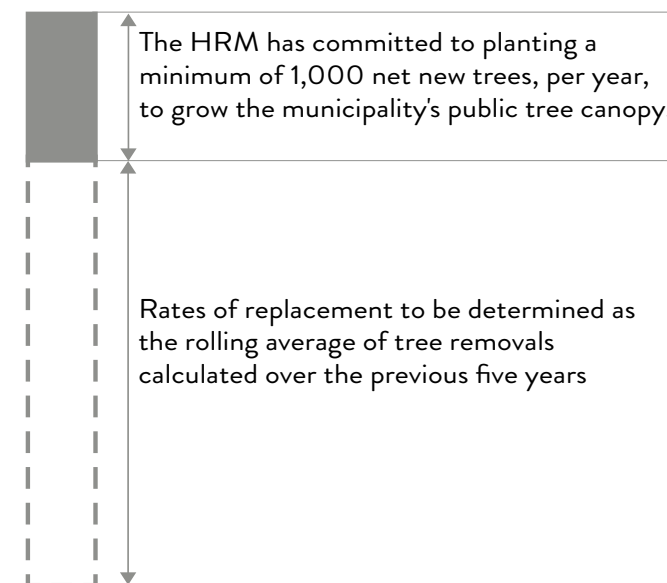 The HRM has committed to planting a
minimum of 1,000 net new trees, per year,
to grow the municipality's public tree canopy
Rates of replacement to be determined as
the rolling average of tree removals
calculated over the previous five years